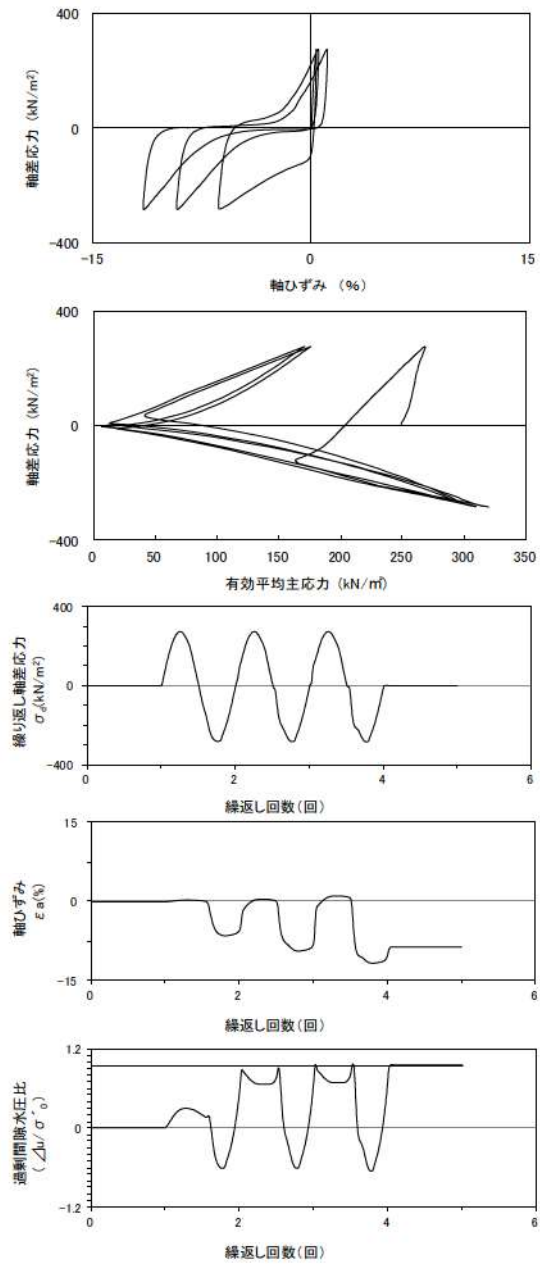 400
0
-400
軸差応力 (kN/m²)
-15
0
15
軸ひずみ (%)
400
0
-400
軸差応力 (kN/m²)
0
50
100
150
200
250
300
350
有効平均主応力 (kN/㎡)
400
0
-400
繰り返し軸差応力
σd(kN/m²)
0
2
4
6
繰返し回数(回)
15
0
-15
軸ひずみ
εa(%)
0
2
4
6
繰返し回数(回)
1.2
0
-1.2
過剰間隙水圧比
(⊿u/σ'0)
0
2
4
6
繰返し回数(回)